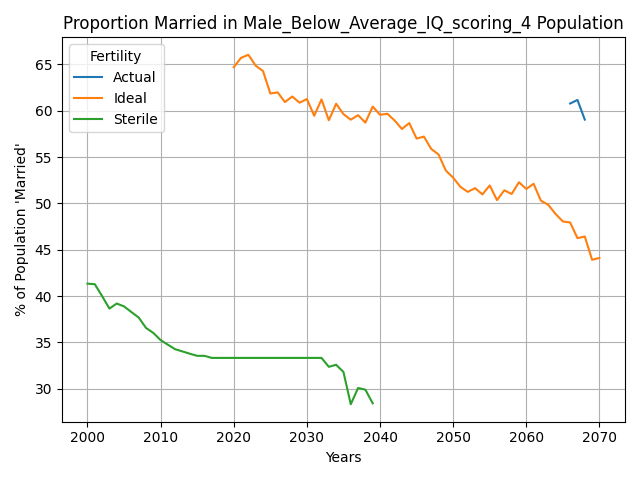 Proportion Married in Male_Below_Average_IQ_scoring_4 Population
Fertility
Actual
Ideal
Sterile
% of Population 'Married'
65
60
55
50
45
40
35
30
2000 2010 2020 2030 2040 2050 2060 2070
Years